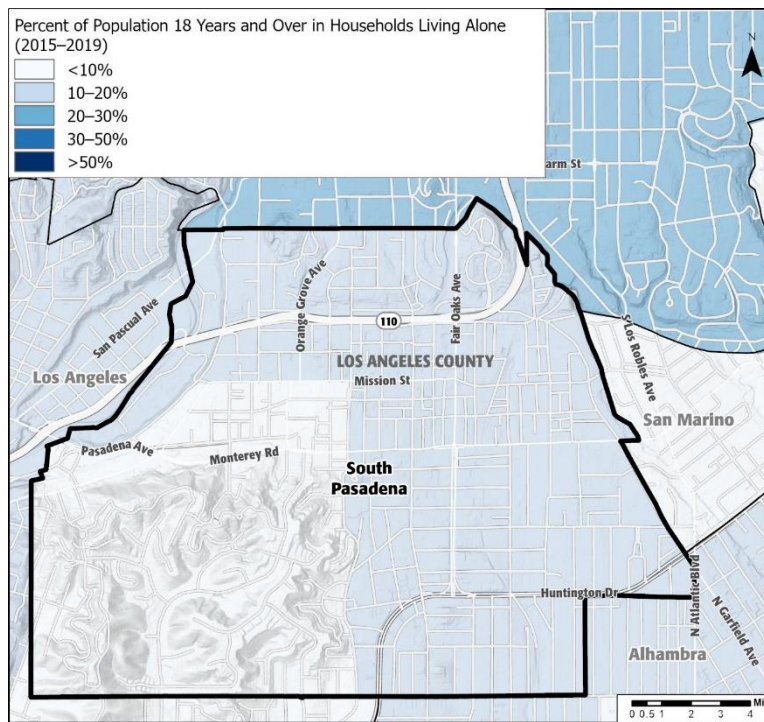 Percent of Population 18 Years and Over in Households Living Alone
(2015–2019)
<10%
10–20%
20–30%
30–50%
>50%
N
arm St
San Pascual Ave
Orange Grove Ave
Fair Oaks Ave
110
S Los Robles Ave
Los Angeles
LOS ANGELES COUNTY
Mission St
San Marino
Pasadena Ave
Monterey Rd
South
Pasadena
Huntington Dr
N Atlantic Blvd
N Garfield Ave
Alhambra
Mi
0 0.5 1 2 3 4